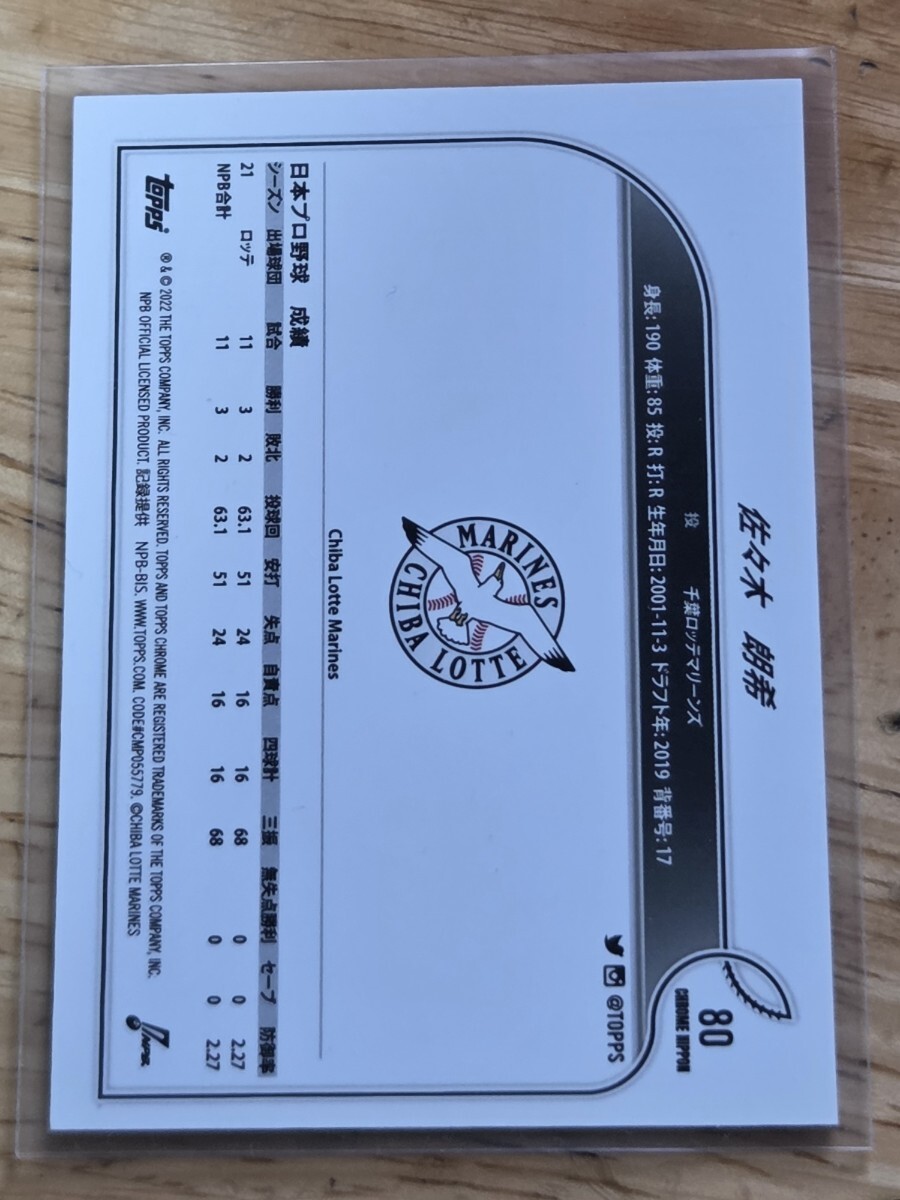 佐々木 朗希
80
CHROME NIPPON
投 千葉ロッテマリーンズ
身長: 190 体重: 85 投: R 打: R 生年月日: 2001-11-3 ドラフト年: 2019 背番号: 17
@TOPPS
MARINES
CHIBA LOTTE
Chiba Lotte Marines
日本プロ野球 成績
シーズン 出場球団 試合 勝利 敗北 投球回 安打 失点 自責点 四球計 三振 無失点勝利 セーブ 防御率
21 ロッテ 11 3 2 63.1 51 24 16 16 68 0 0 2.27
NPB合計 11 3 2 63.1 51 24 16 16 68 0 0 2.27
topps
® & © 2022 THE TOPPS COMPANY, INC. ALL RIGHTS RESERVED. TOPPS AND TOPPS CHROME ARE REGISTERED TRADEMARKS OF THE TOPPS COMPANY, INC.
NPB OFFICIAL LICENSED PRODUCT. 記録提供 NPB-BIS. WWW.TOPPS.COM. CODE#CMP055779. ©CHIBA LOTTE MARINES
NPB